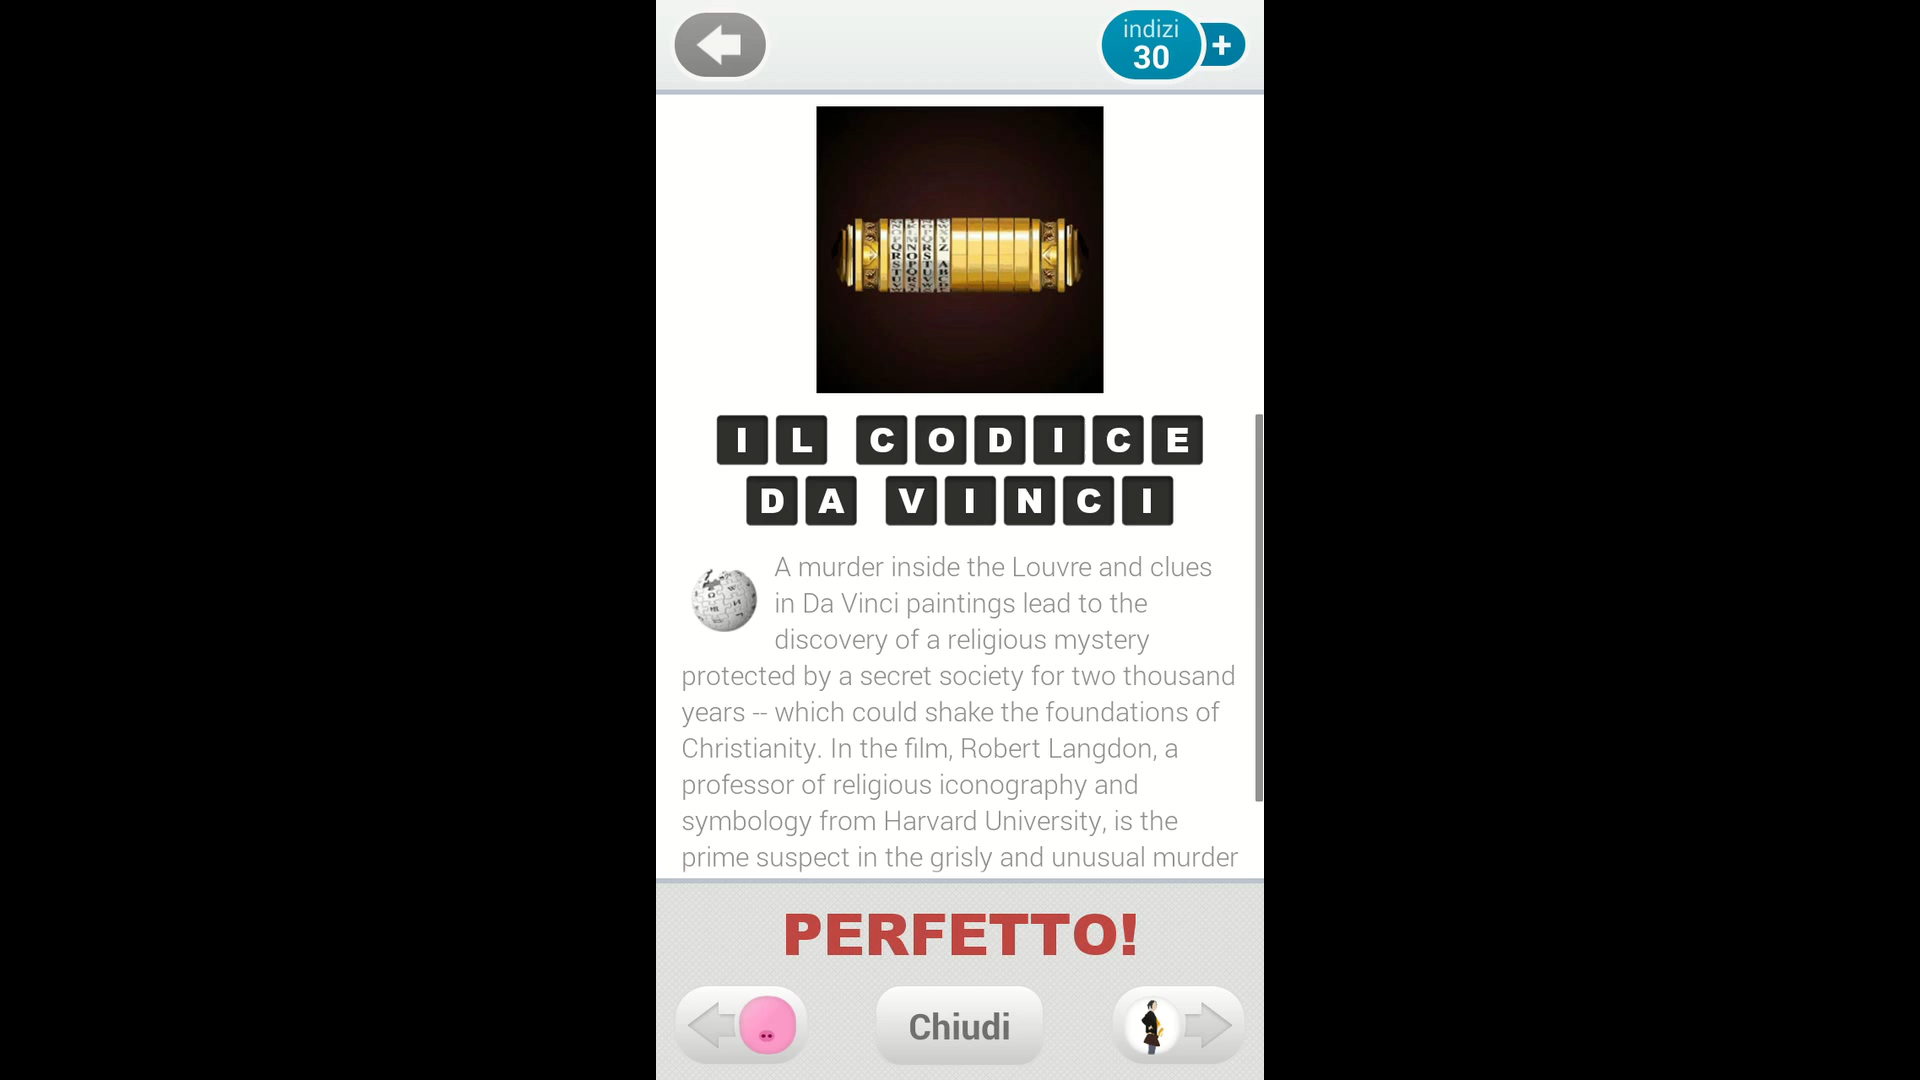 indizi
30
+
IL CODICE
DA VINCI
A murder inside the Louvre and clues
in Da Vinci paintings lead to the
discovery of a religious mystery
protected by a secret society for two thousand
years -- which could shake the foundations of
Christianity. In the film, Robert Langdon, a
professor of religious iconography and
symbology from Harvard University, is the
prime suspect in the grisly and unusual murder
PERFETTO!
Chiudi